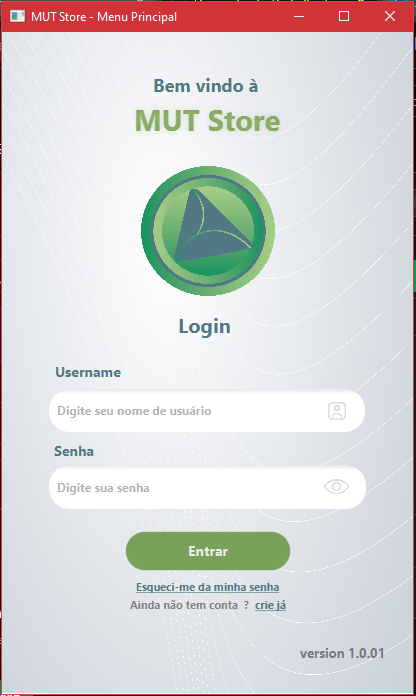 MUT Store - Menu Principal
Bem vindo à
MUT Store
Login
Username
Digite seu nome de usuário
Senha
Digite sua senha
Entrar
Esqueci-me da minha senha
Ainda não tem conta ? crie já
version 1.0.01